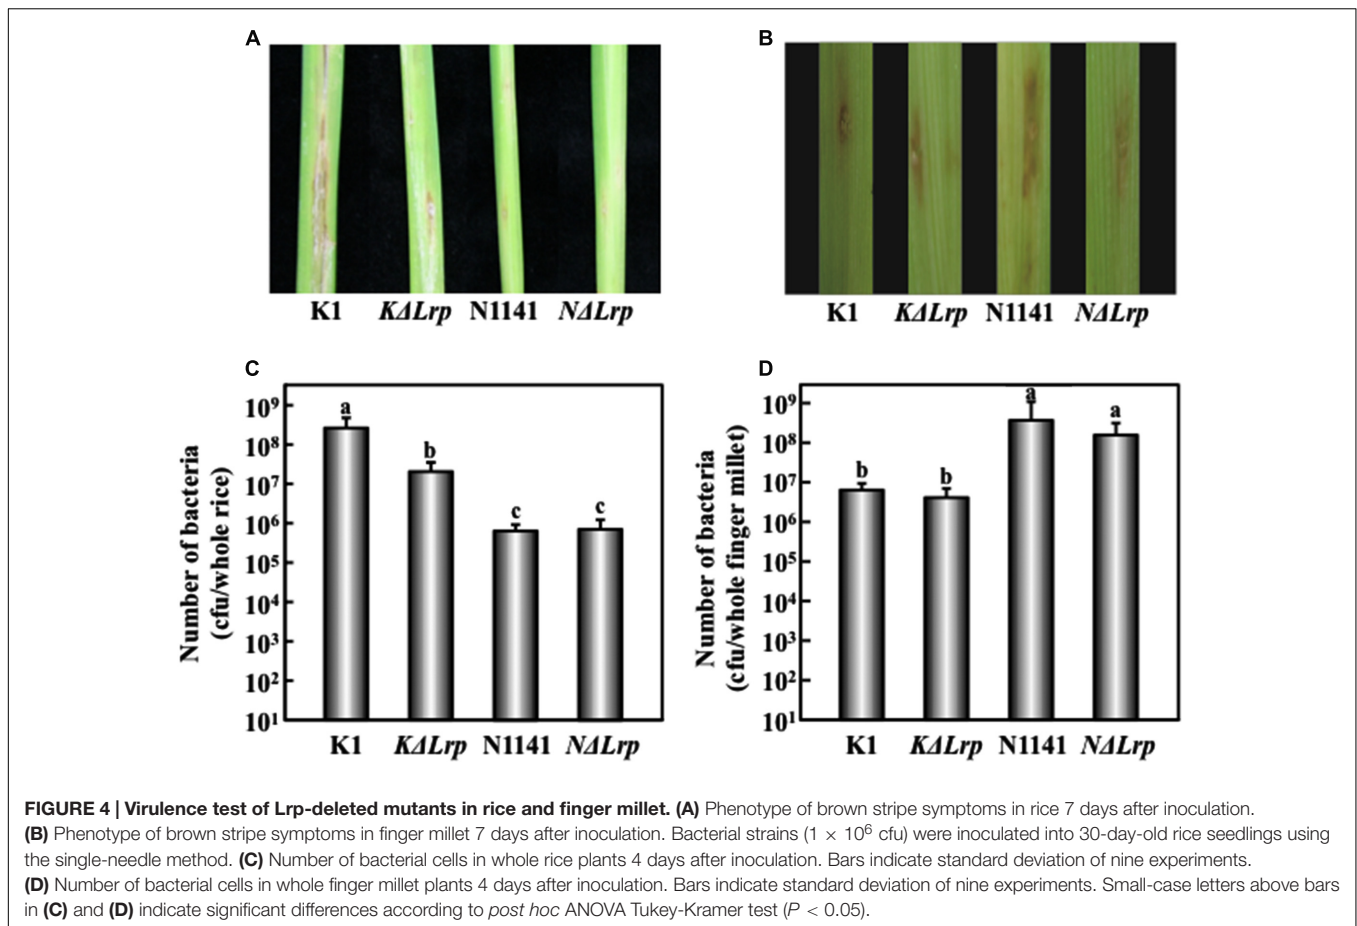 A
B
K1 KΔLrp N1141 NΔLrp
K1 KΔLrp N1141 NΔLrp
C
Number of bacteria
(cfu/whole rice)
10⁹
10⁸
10⁷
10⁶
10⁵
10⁴
10³
10²
10¹
a
b
c
c
K1 KΔLrp N1141 NΔLrp
D
Number of bacteria
(cfu/whole finger millet)
10⁹
10⁸
10⁷
10⁶
10⁵
10⁴
10³
10²
10¹
b
b
a
a
K1 KΔLrp N1141 NΔLrp
FIGURE 4 | Virulence test of Lrp-deleted mutants in rice and finger millet. (A) Phenotype of brown stripe symptoms in rice 7 days after inoculation.
(B) Phenotype of brown stripe symptoms in finger millet 7 days after inoculation. Bacterial strains (1 × 10⁶ cfu) were inoculated into 30-day-old rice seedlings using
the single-needle method. (C) Number of bacterial cells in whole rice plants 4 days after inoculation. Bars indicate standard deviation of nine experiments.
(D) Number of bacterial cells in whole finger millet plants 4 days after inoculation. Bars indicate standard deviation of nine experiments. Small-case letters above bars
in (C) and (D) indicate significant differences according to post hoc ANOVA Tukey-Kramer test (P < 0.05).